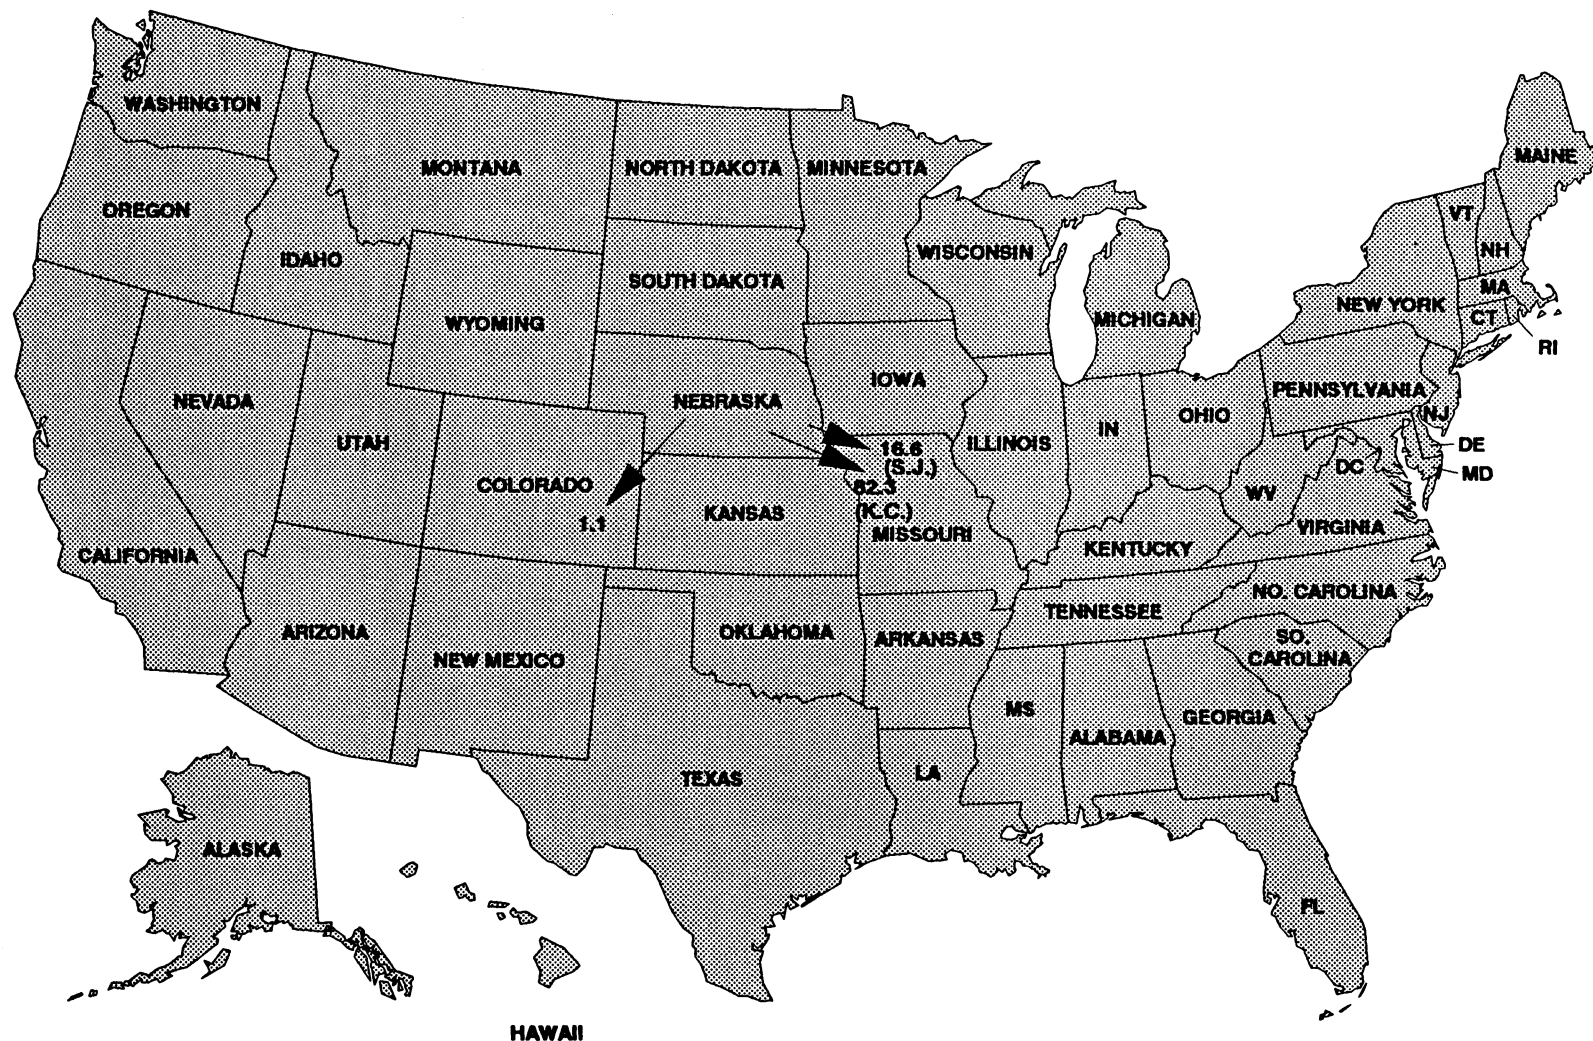 WASHINGTON
MONTANA
NORTH DAKOTA
MINNESOTA
MAINE
OREGON
VT
IDAHO
WISCONSIN
NH
SOUTH DAKOTA
MA
WYOMING
MICHIGAN
NEW YORK
CT
RI
NEVADA
NEBRASKA
IOWA
PENNSYLVANIA
UTAH
ILLINOIS
IN
OHIO
NJ
DE
16.6
(S.J.)
DC
MD
COLORADO
62.3
WV
1.1
KANSAS
(K.C.)
MISSOURI
VIRGINIA
CALIFORNIA
KENTUCKY
NO. CAROLINA
ARIZONA
OKLAHOMA
ARKANSAS
TENNESSEE
SO.
CAROLINA
NEW MEXICO
MS
GEORGIA
ALABAMA
TEXAS
LA
ALASKA
FL
HAWAII